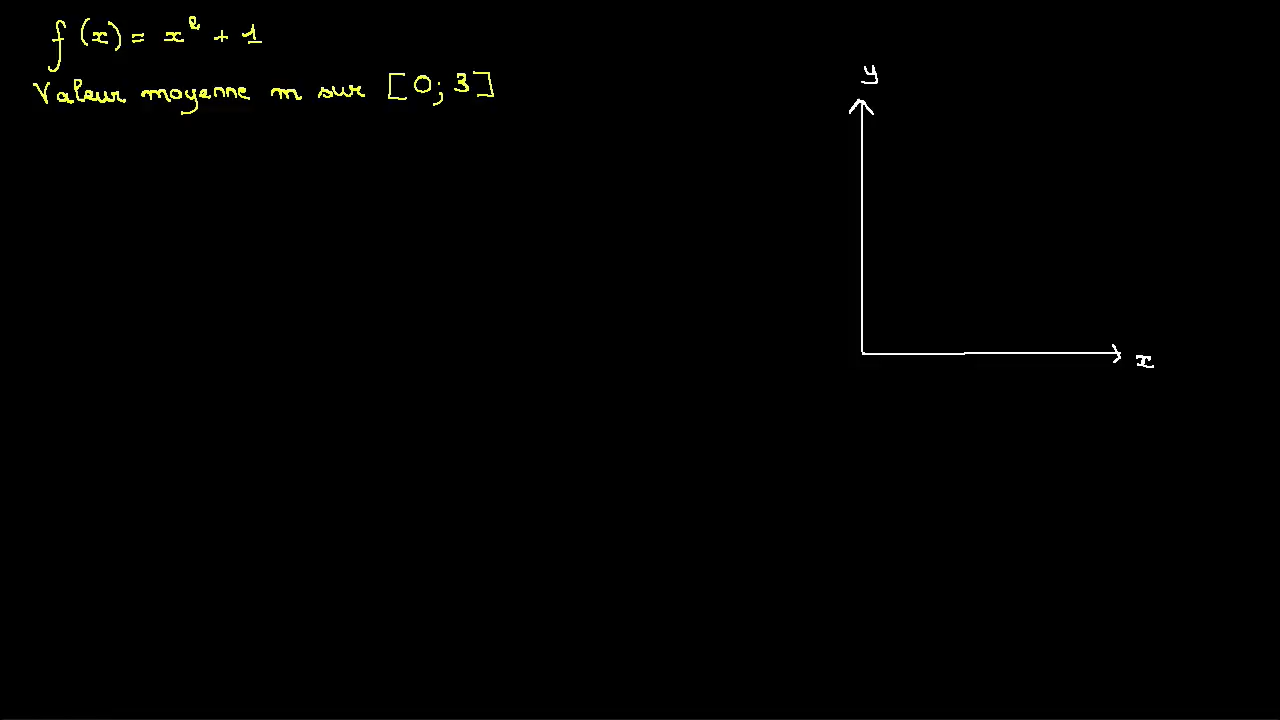 f(x) = x² + 1
Valeur moyenne m sur [0; 3]
y
x